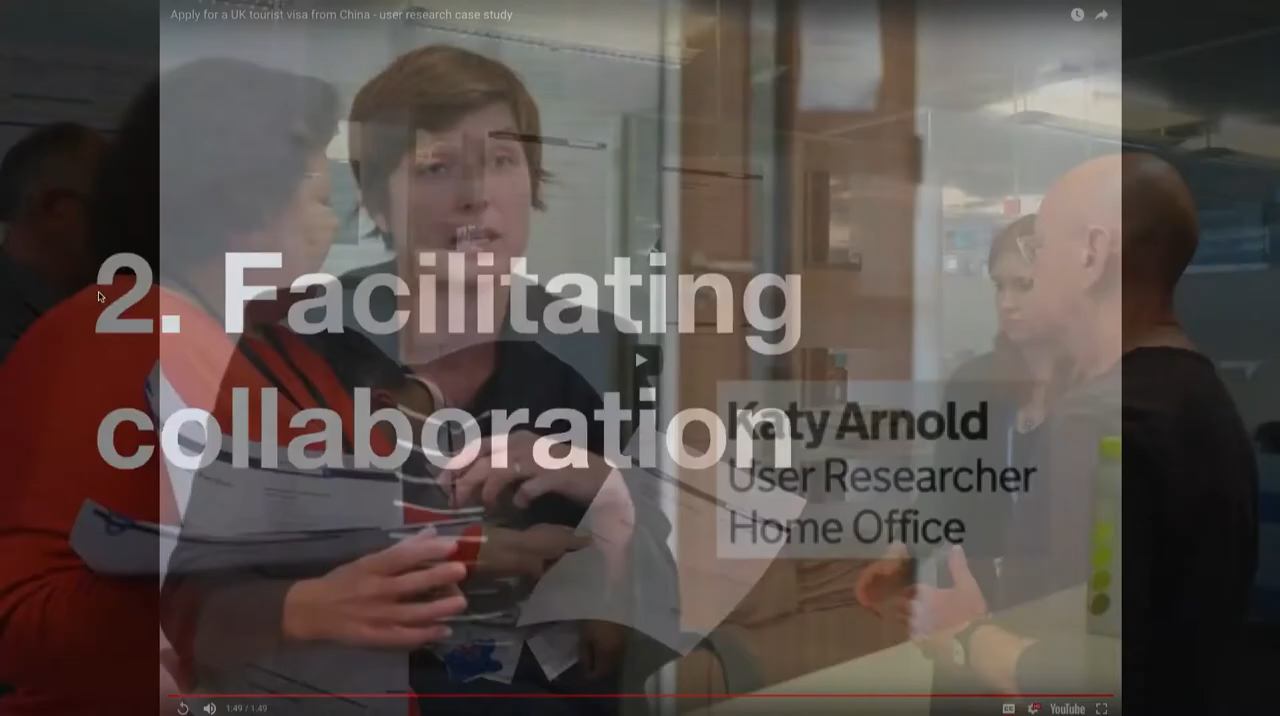 Apply for a UK tourist visa from China - user research case study
2. Facilitating
collaboration
Katy Arnold
User Researcher
Home Office
1:49 / 1:49
CC
YouTube